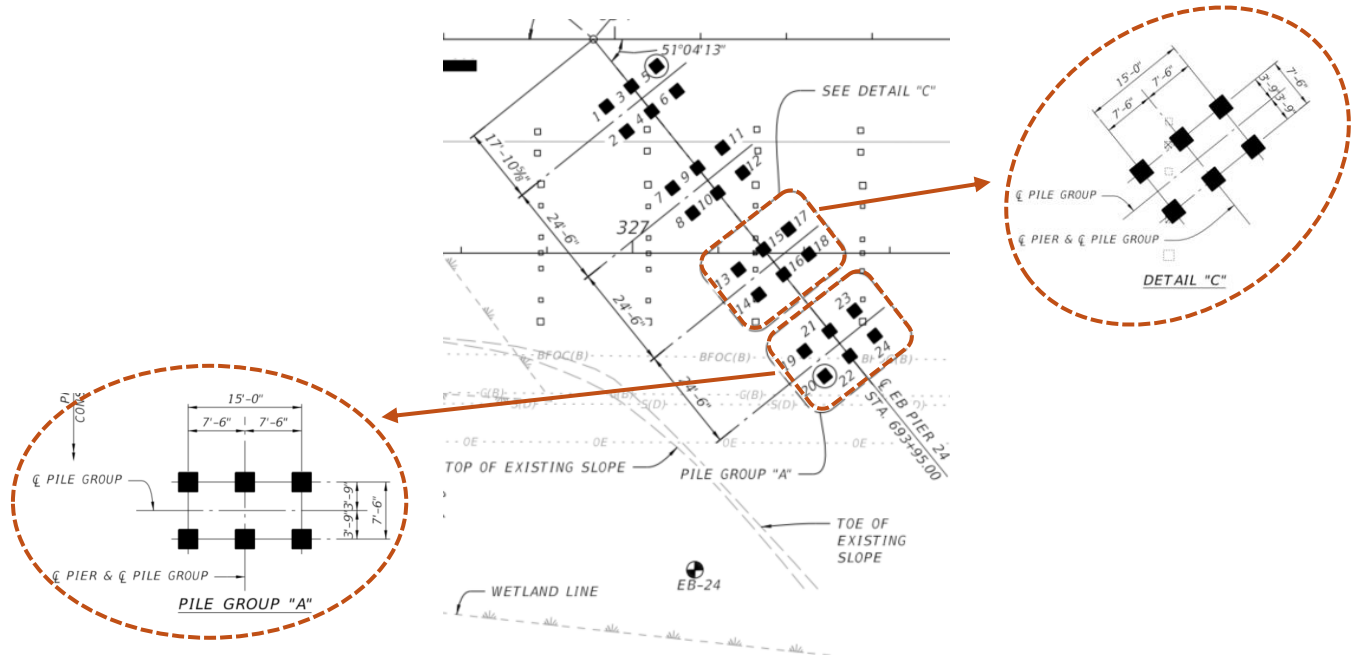 51°04'13"
5
3
6
1
4
2
SEE DETAIL "C"
17'-10⅝"
11
9
12
7
10
8
24'-6"
327
17
15
18
13
16
14
24'-6"
23
21
24
19
22
20
BFOC(B)
BFOC(B)
BFOC(B)
24'-6"
G(B)
G(B)
S(D)
S(D)
S(D)
OE
OE
OE
OE
℄ EB PIER 24
STA. 693+95.00
TOP OF EXISTING SLOPE
PILE GROUP "A"
TOE OF
EXISTING
SLOPE
EB-24
WETLAND LINE
15'-0"
7'-6"
7'-6"
7'-6"
3'-9"
3'-9"
℄ PILE GROUP
℄ PIER & ℄ PILE GROUP
DETAIL "C"
15'-0"
7'-6"
7'-6"
℄ PILE GROUP
3'-9"
3'-9"
7'-6"
℄ PIER & ℄ PILE GROUP
PILE GROUP "A"